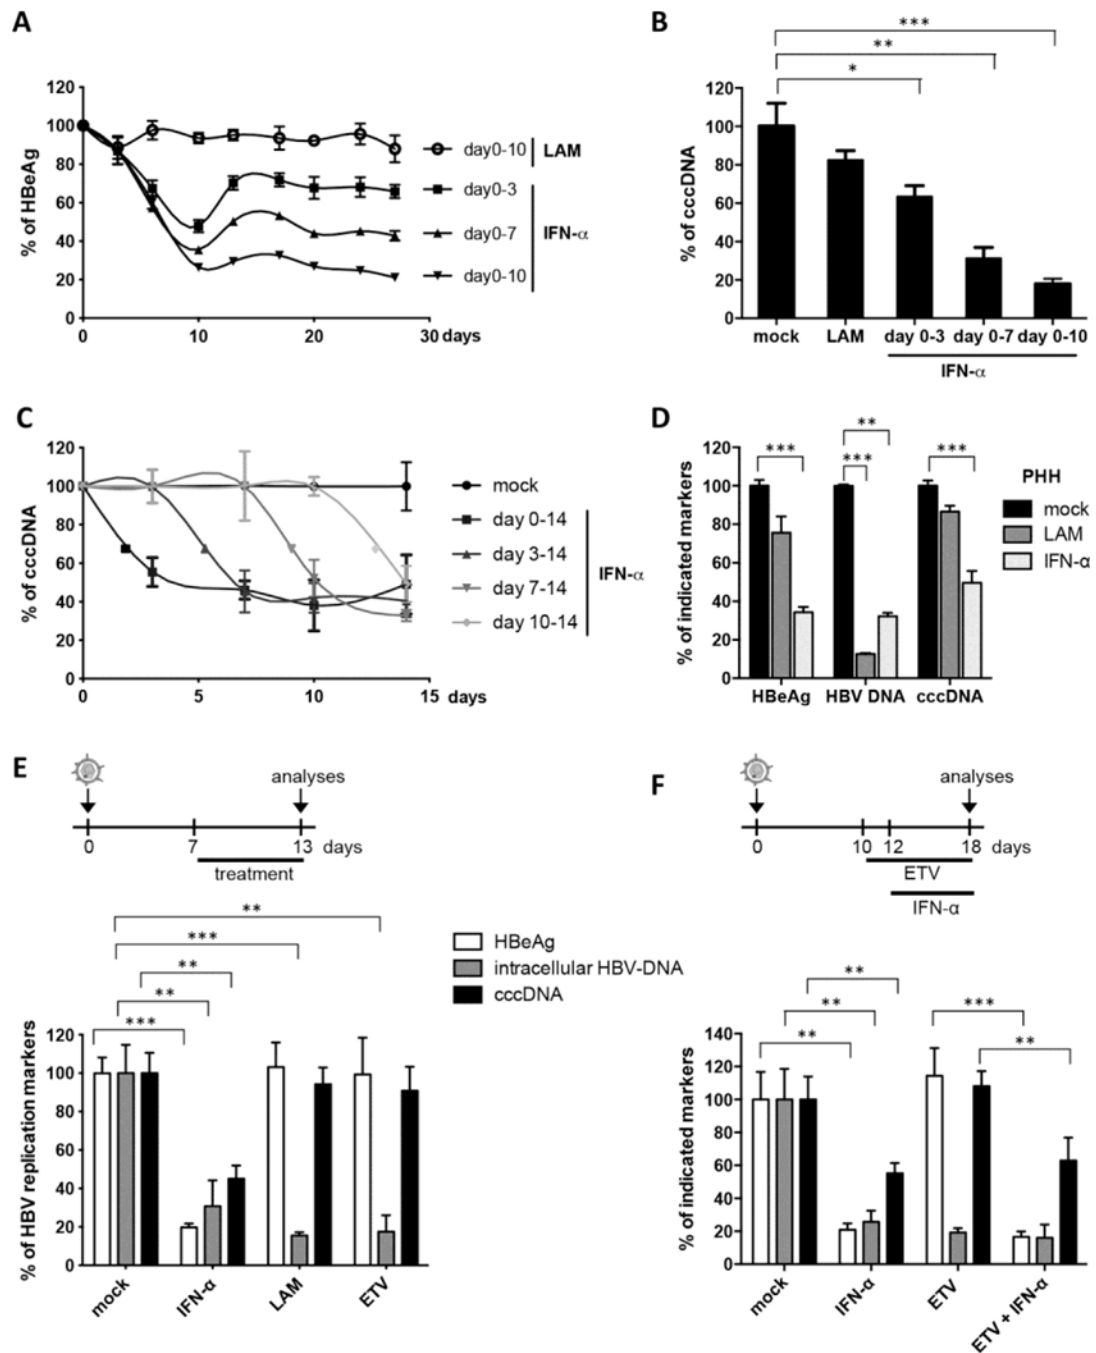 A
% of HBeAg
120
100
80
60
40
20
0
0
10
20
30 days
day0-10 LAM
day0-3
day0-7 IFN-α
day0-10
B
***
**
*
% of cccDNA
120
100
80
60
40
20
0
mock LAM day 0-3 day 0-7 day 0-10
IFN-α
C
% of cccDNA
120
100
80
60
40
20
0
0 5 10 15 days
mock
day 0-14
day 3-14
day 7-14
day 10-14
IFN-α
D
% of indicated markers
120
100
80
60
40
20
0
***
**
***
***
HBeAg HBV DNA cccDNA
PHH
mock
LAM
IFN-α
E
analyses
0 7 13 days
treatment
**
***
**
**
***
% of HBV replication markers
120
100
80
60
40
20
0
mock IFN-α LAM ETV
HBeAg
intracellular HBV-DNA
cccDNA
F
analyses
0 10 12 18 days
ETV
IFN-α
**
**
***
**
**
% of indicated markers
140
120
100
80
60
40
20
0
mock IFN-α ETV ETV + IFN-α